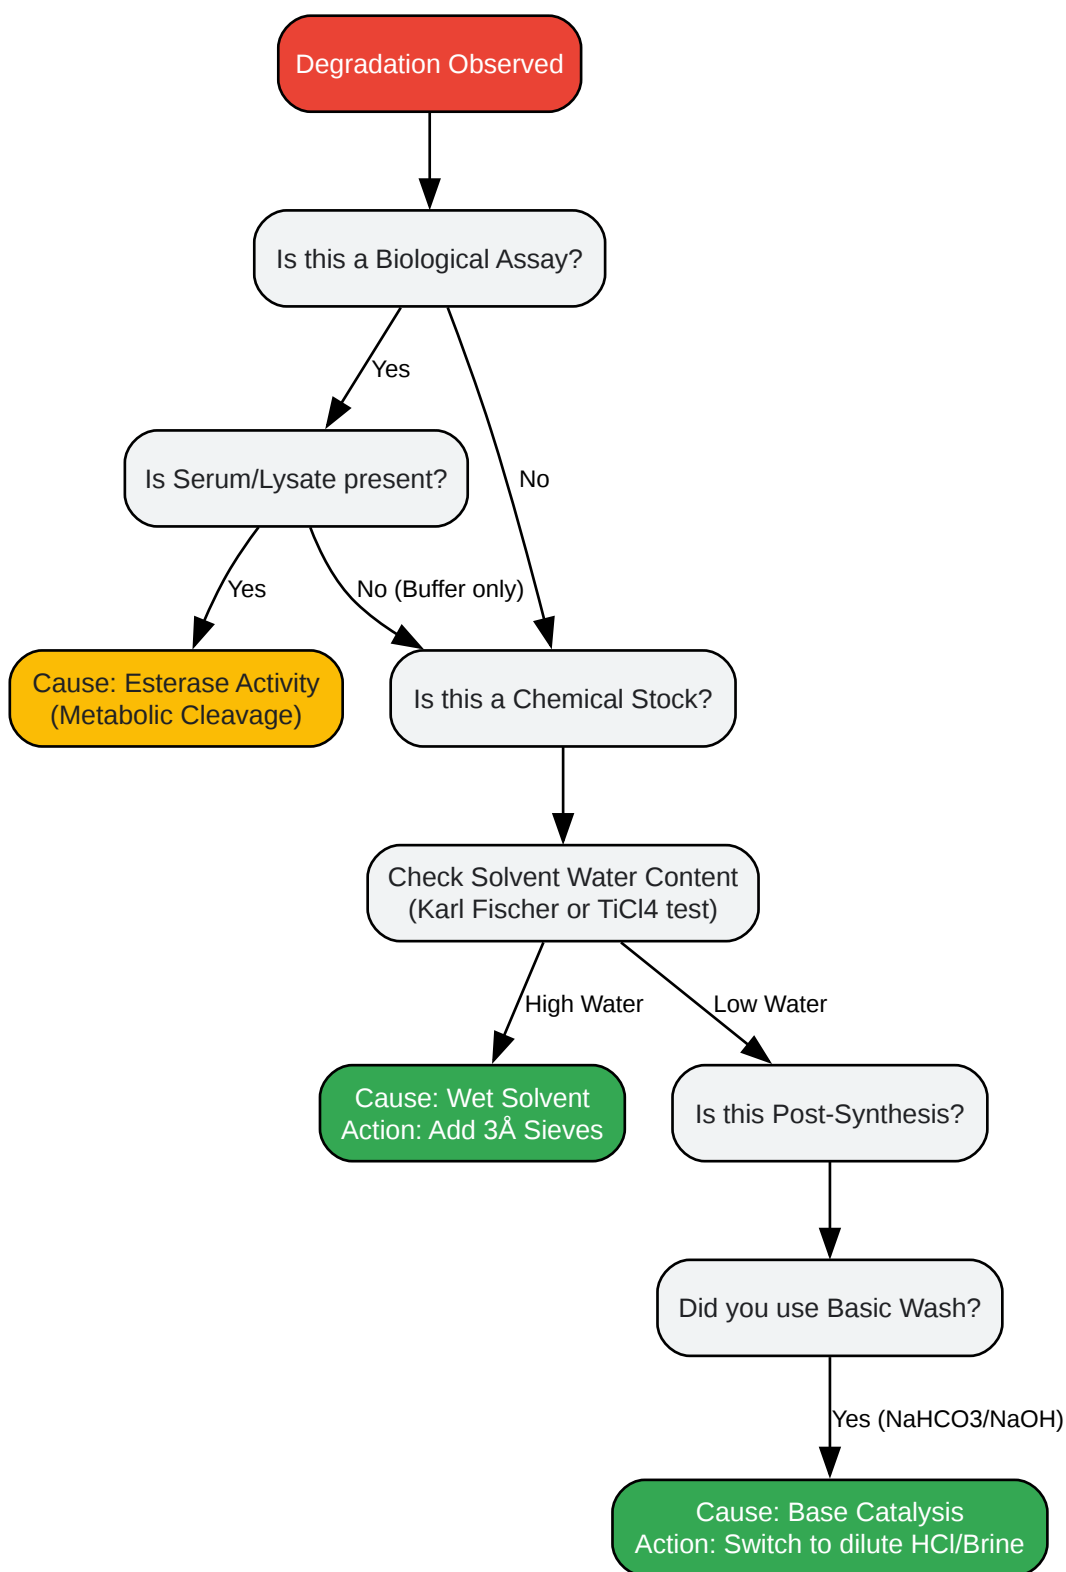 Degradation Observed
Is this a Biological Assay?
Yes
Is Serum/Lysate present?
No
Yes
No (Buffer only)
Cause: Esterase Activity
(Metabolic Cleavage)
Is this a Chemical Stock?
Check Solvent Water Content
(Karl Fischer or TiCl4 test)
High Water
Low Water
Cause: Wet Solvent
Action: Add 3Å Sieves
Is this Post-Synthesis?
Did you use Basic Wash?
Yes (NaHCO3/NaOH)
Cause: Base Catalysis
Action: Switch to dilute HCl/Brine